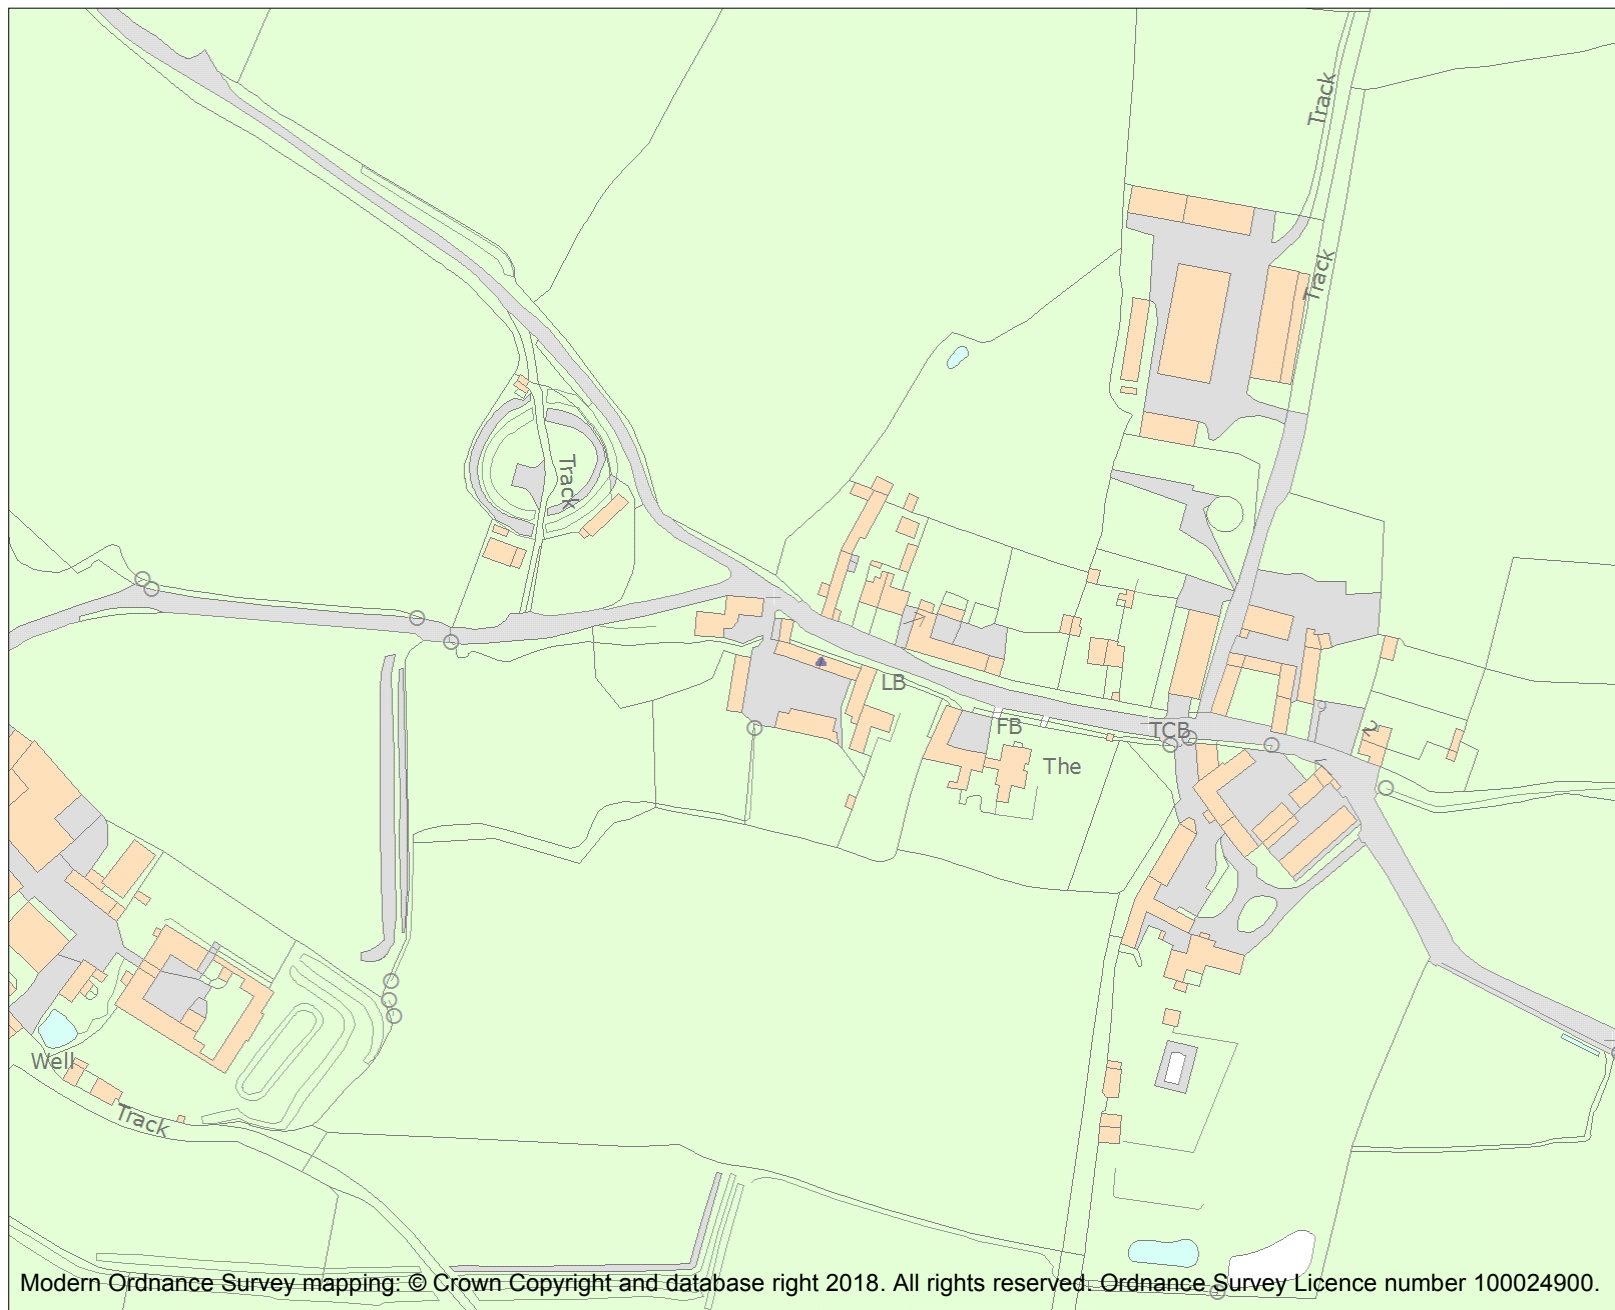 Track
Track
Track
LB
FB
TCB
The
Well
Track
Modern Ordnance Survey mapping: © Crown Copyright and database right 2018. All rights reserved. Ordnance Survey Licence number 100024900.